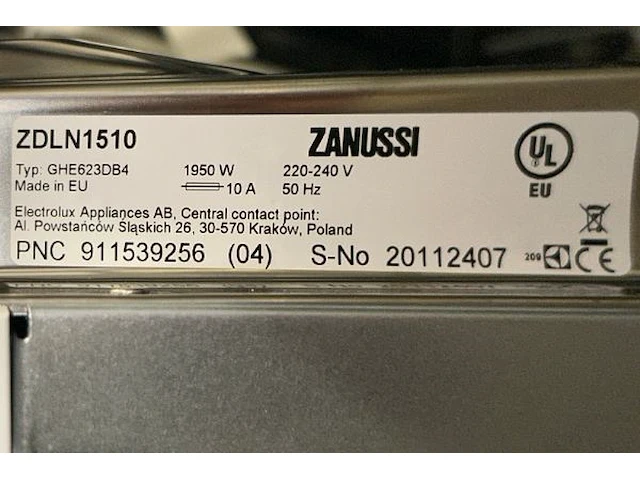 ZDLN1510 ZANUSSI UL EU
Typ: GHE623DB4 1950 W 220-240 V
Made in EU 10 A 50 Hz
Electrolux Appliances AB, Central contact point:
Al. Powstańców Śląskich 26, 30-570 Kraków, Poland
PNC 911539256 (04) S-No 20112407 209 CE